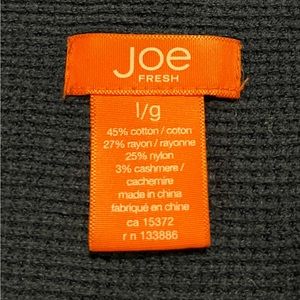 Joe
FRESH
l/g
45% cotton / coton
27% rayon / rayonne
25% nylon
3% cashmere /
cachemire
made in china
fabriqué en chine
ca 15372
r n 133886